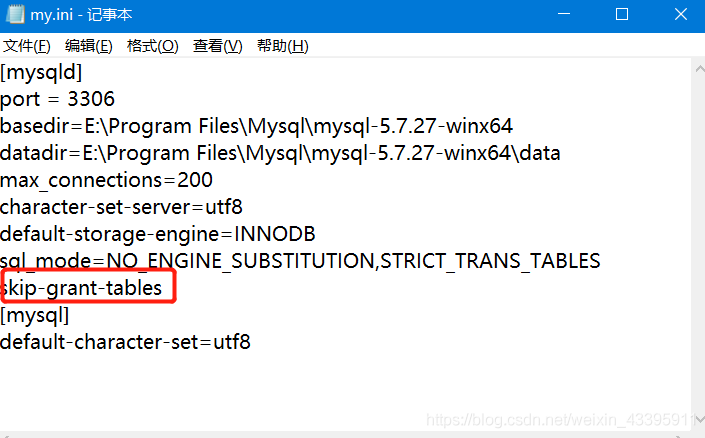 my.ini - 记事本
文件(F) 编辑(E) 格式(O) 查看(V) 帮助(H)
[mysqld]
port = 3306
basedir=E:\Program Files\Mysql\mysql-5.7.27-winx64
datadir=E:\Program Files\Mysql\mysql-5.7.27-winx64\data
max_connections=200
character-set-server=utf8
default-storage-engine=INNODB
sql_mode=NO_ENGINE_SUBSTITUTION,STRICT_TRANS_TABLES
skip-grant-tables
[mysql]
default-character-set=utf8
https://blog.csdn.net/weixin_43395911